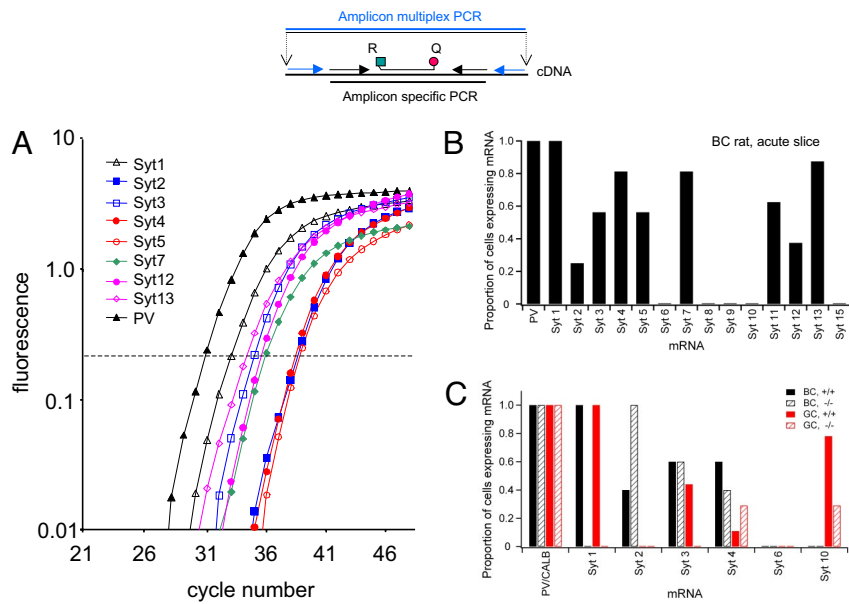 Amplicon multiplex PCR
R Q
cDNA
Amplicon specific PCR
A
10
1.0
0.1
0.01
fluorescence
Syt1
Syt2
Syt3
Syt4
Syt5
Syt7
Syt12
Syt13
PV
21 26 31 36 41 46
cycle number
B
BC rat, acute slice
Proportion of cells expressing mRNA
1.0
0.8
0.6
0.4
0.2
0
PV
Syt 1
Syt 2
Syt 3
Syt 4
Syt 5
Syt 6
Syt 7
Syt 8
Syt 9
Syt 10
Syt 11
Syt 12
Syt 13
Syt 15
mRNA
C
BC, +/+
BC, -/-
GC, +/+
GC, -/-
Proportion of cells expressing mRNA
1.0
0.8
0.6
0.4
0.2
0
PV/CALB
Syt 1
Syt 2
Syt 3
Syt 4
Syt 6
Syt 10
mRNA